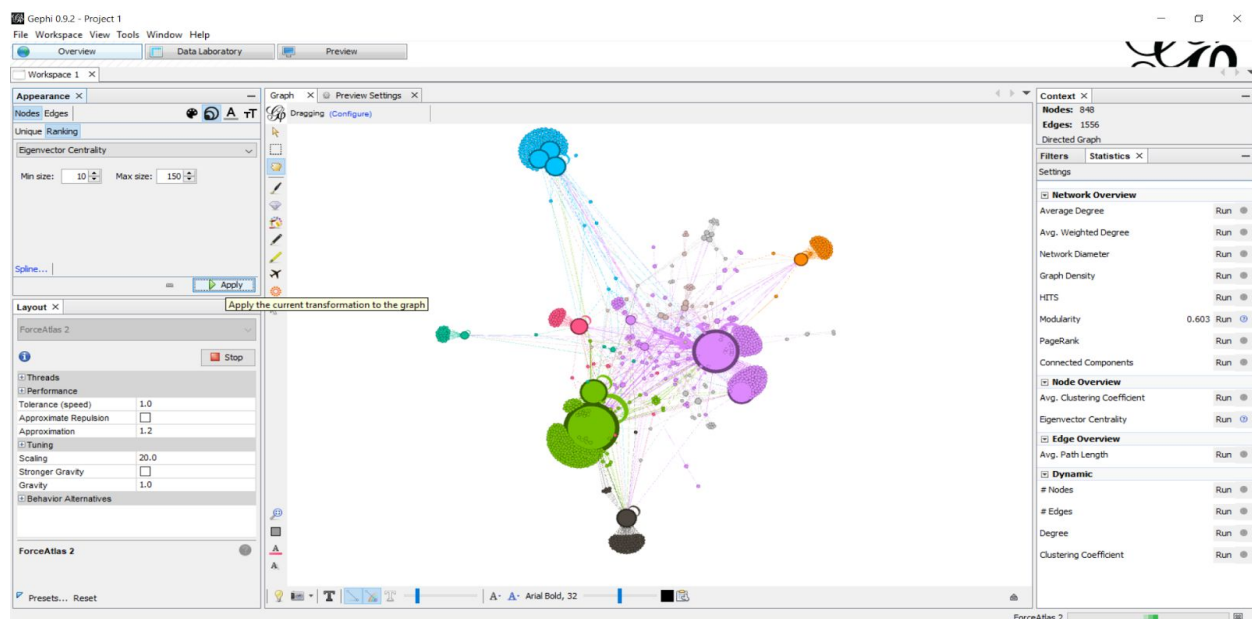 Gephi 0.9.2 - Project 1
File Workspace View Tools Window Help
Overview Data Laboratory Preview
Workspace 1
Appearance
Nodes Edges
Unique Ranking
Eigenvector Centrality
Min size: 10 Max size: 150
Spline...
Apply
Apply the current transformation to the graph
Layout
ForceAtlas 2
Stop
Threads
Performance
Tolerance (speed) 1.0
Approximate Repulsion
Approximation 1.2
Tuning
Scaling 20.0
Stronger Gravity
Gravity 1.0
Behavior Alternatives
ForceAtlas 2
Presets... Reset
Graph Preview Settings
Dragging (Configure)
Arial Bold, 32
Context
Nodes: 848
Edges: 1556
Directed Graph
Filters Statistics
Settings
Network Overview
Average Degree Run
Avg. Weighted Degree Run
Network Diameter Run
Graph Density Run
HITS Run
Modularity 0.603 Run
PageRank Run
Connected Components Run
Node Overview
Avg. Clustering Coefficient Run
Eigenvector Centrality Run
Edge Overview
Avg. Path Length Run
Dynamic
# Nodes Run
# Edges Run
Degree Run
Clustering Coefficient Run
ForceAtlas 2